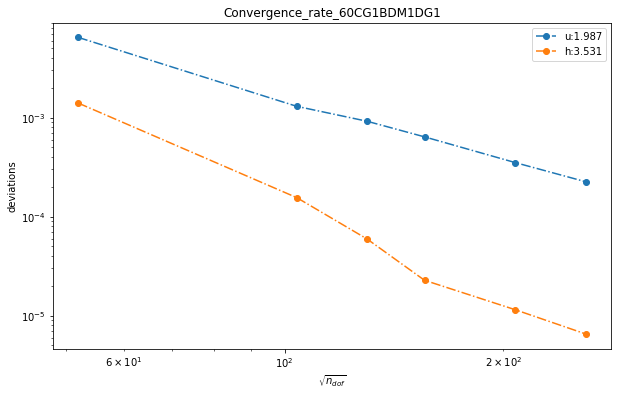 Convergence_rate_60CG1BDM1DG1
u:1.987
h:3.531
deviations
10⁻³
10⁻⁴
10⁻⁵
6 × 10¹
10²
2 × 10²
√n_dof